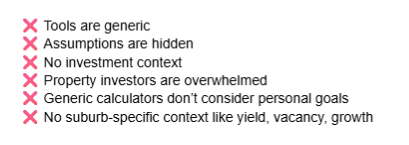 ❌ Tools are generic
❌ Assumptions are hidden
❌ No investment context
❌ Property investors are overwhelmed
❌ Generic calculators don’t consider personal goals
❌ No suburb-specific context like yield, vacancy, growth